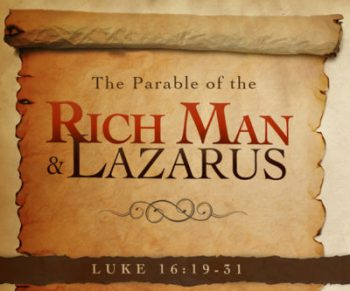 The Parable of the
RICH MAN
& LAZARUS
LUKE 16:19-31